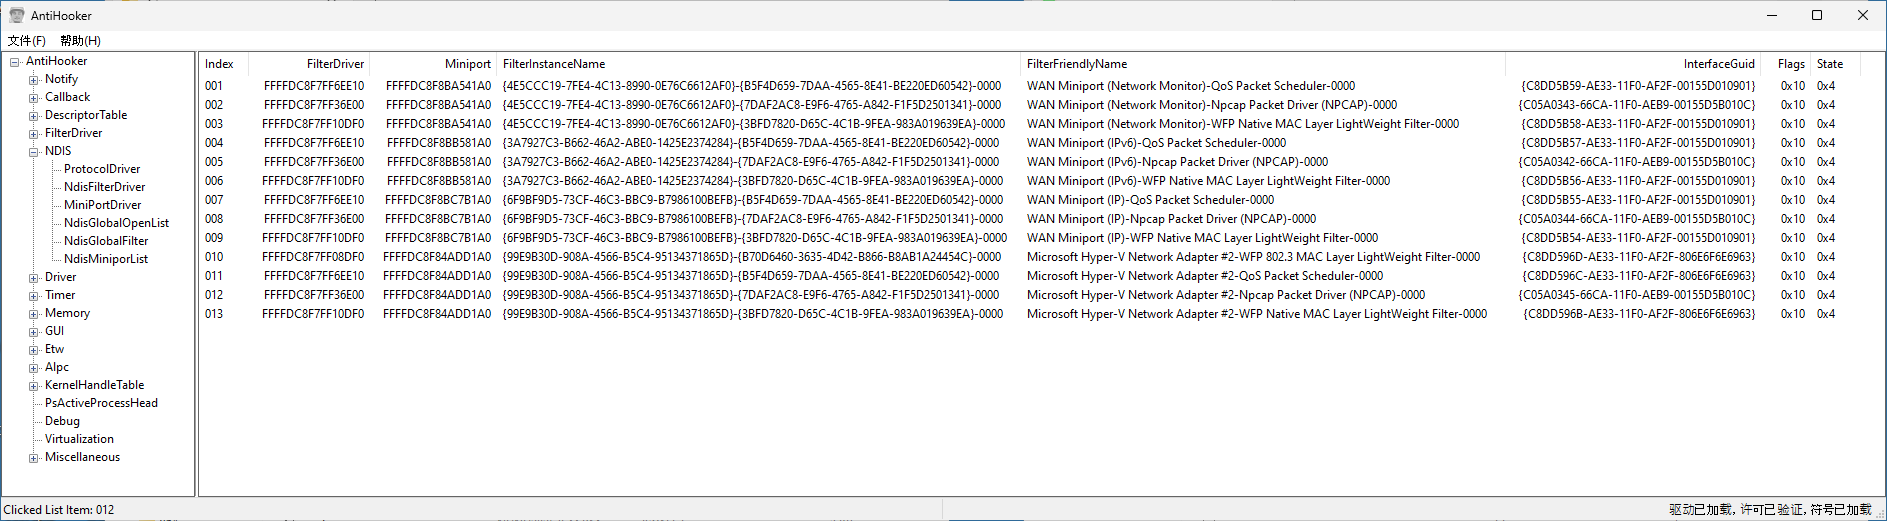 AntiHooker
文件(F) 帮助(H)
AntiHooker
Notify
Callback
DescriptorTable
FilterDriver
NDIS
ProtocolDriver
NdisFilterDriver
MiniPortDriver
NdisGlobalOpenList
NdisGlobalFilter
NdisMiniporList
Driver
Timer
Memory
GUI
Etw
Alpc
KernelHandleTable
PsActiveProcessHead
Debug
Virtualization
Miscellaneous
Index FilterDriver Miniport FilterInstanceName FilterFriendlyName InterfaceGuid Flags State
001 FFFFDC8F7FF6EE10 FFFFDC8F8BA541A0 {4E5CCC19-7FE4-4C13-8990-0E76C6612AF0}-{B5F4D659-7DAA-4565-8E41-BE220ED60542}-0000 WAN Miniport (Network Monitor)-QoS Packet Scheduler-0000 {C8DD5B59-AE33-11F0-AF2F-00155D010901} 0x10 0x4
002 FFFFDC8F7FF36E00 FFFFDC8F8BA541A0 {4E5CCC19-7FE4-4C13-8990-0E76C6612AF0}-{7DAF2AC8-E9F6-4765-A842-F1F5D2501341}-0000 WAN Miniport (Network Monitor)-Npcap Packet Driver (NPCAP)-0000 {C05A0343-66CA-11F0-AEB9-00155D5B010C} 0x10 0x4
003 FFFFDC8F7FF10DF0 FFFFDC8F8BA541A0 {4E5CCC19-7FE4-4C13-8990-0E76C6612AF0}-{3BFD7820-D65C-4C1B-9FEA-983A019639EA}-0000 WAN Miniport (Network Monitor)-WFP Native MAC Layer LightWeight Filter-0000 {C8DD5B58-AE33-11F0-AF2F-00155D010901} 0x10 0x4
004 FFFFDC8F7FF6EE10 FFFFDC8F8BB581A0 {3A7927C3-B662-46A2-ABE0-1425E2374284}-{B5F4D659-7DAA-4565-8E41-BE220ED60542}-0000 WAN Miniport (IPv6)-QoS Packet Scheduler-0000 {C8DD5B57-AE33-11F0-AF2F-00155D010901} 0x10 0x4
005 FFFFDC8F7FF36E00 FFFFDC8F8BB581A0 {3A7927C3-B662-46A2-ABE0-1425E2374284}-{7DAF2AC8-E9F6-4765-A842-F1F5D2501341}-0000 WAN Miniport (IPv6)-Npcap Packet Driver (NPCAP)-0000 {C05A0342-66CA-11F0-AEB9-00155D5B010C} 0x10 0x4
006 FFFFDC8F7FF10DF0 FFFFDC8F8BB581A0 {3A7927C3-B662-46A2-ABE0-1425E2374284}-{3BFD7820-D65C-4C1B-9FEA-983A019639EA}-0000 WAN Miniport (IPv6)-WFP Native MAC Layer LightWeight Filter-0000 {C8DD5B56-AE33-11F0-AF2F-00155D010901} 0x10 0x4
007 FFFFDC8F7FF6EE10 FFFFDC8F8BC7B1A0 {6F9BF9D5-73CF-46C3-BBC9-B7986100BEFB}-{B5F4D659-7DAA-4565-8E41-BE220ED60542}-0000 WAN Miniport (IP)-QoS Packet Scheduler-0000 {C8DD5B55-AE33-11F0-AF2F-00155D010901} 0x10 0x4
008 FFFFDC8F7FF36E00 FFFFDC8F8BC7B1A0 {6F9BF9D5-73CF-46C3-BBC9-B7986100BEFB}-{7DAF2AC8-E9F6-4765-A842-F1F5D2501341}-0000 WAN Miniport (IP)-Npcap Packet Driver (NPCAP)-0000 {C05A0344-66CA-11F0-AEB9-00155D5B010C} 0x10 0x4
009 FFFFDC8F7FF10DF0 FFFFDC8F8BC7B1A0 {6F9BF9D5-73CF-46C3-BBC9-B7986100BEFB}-{3BFD7820-D65C-4C1B-9FEA-983A019639EA}-0000 WAN Miniport (IP)-WFP Native MAC Layer LightWeight Filter-0000 {C8DD5B54-AE33-11F0-AF2F-00155D010901} 0x10 0x4
010 FFFFDC8F7FF08DF0 FFFFDC8F84ADD1A0 {99E9B30D-908A-4566-B5C4-95134371865D}-{B70D6460-3635-4D42-B866-B8AB1A24454C}-0000 Microsoft Hyper-V Network Adapter #2-WFP 802.3 MAC Layer LightWeight Filter-0000 {C8DD596D-AE33-11F0-AF2F-806E6F6E6963} 0x10 0x4
011 FFFFDC8F7FF6EE10 FFFFDC8F84ADD1A0 {99E9B30D-908A-4566-B5C4-95134371865D}-{B5F4D659-7DAA-4565-8E41-BE220ED60542}-0000 Microsoft Hyper-V Network Adapter #2-QoS Packet Scheduler-0000 {C8DD596C-AE33-11F0-AF2F-806E6F6E6963} 0x10 0x4
012 FFFFDC8F7FF36E00 FFFFDC8F84ADD1A0 {99E9B30D-908A-4566-B5C4-95134371865D}-{7DAF2AC8-E9F6-4765-A842-F1F5D2501341}-0000 Microsoft Hyper-V Network Adapter #2-Npcap Packet Driver (NPCAP)-0000 {C05A0345-66CA-11F0-AEB9-00155D5B010C} 0x10 0x4
013 FFFFDC8F7FF10DF0 FFFFDC8F84ADD1A0 {99E9B30D-908A-4566-B5C4-95134371865D}-{3BFD7820-D65C-4C1B-9FEA-983A019639EA}-0000 Microsoft Hyper-V Network Adapter #2-WFP Native MAC Layer LightWeight Filter-0000 {C8DD596B-AE33-11F0-AF2F-806E6F6E6963} 0x10 0x4
Clicked List Item: 012 驱动已加载, 许可已验证, 符号已加载